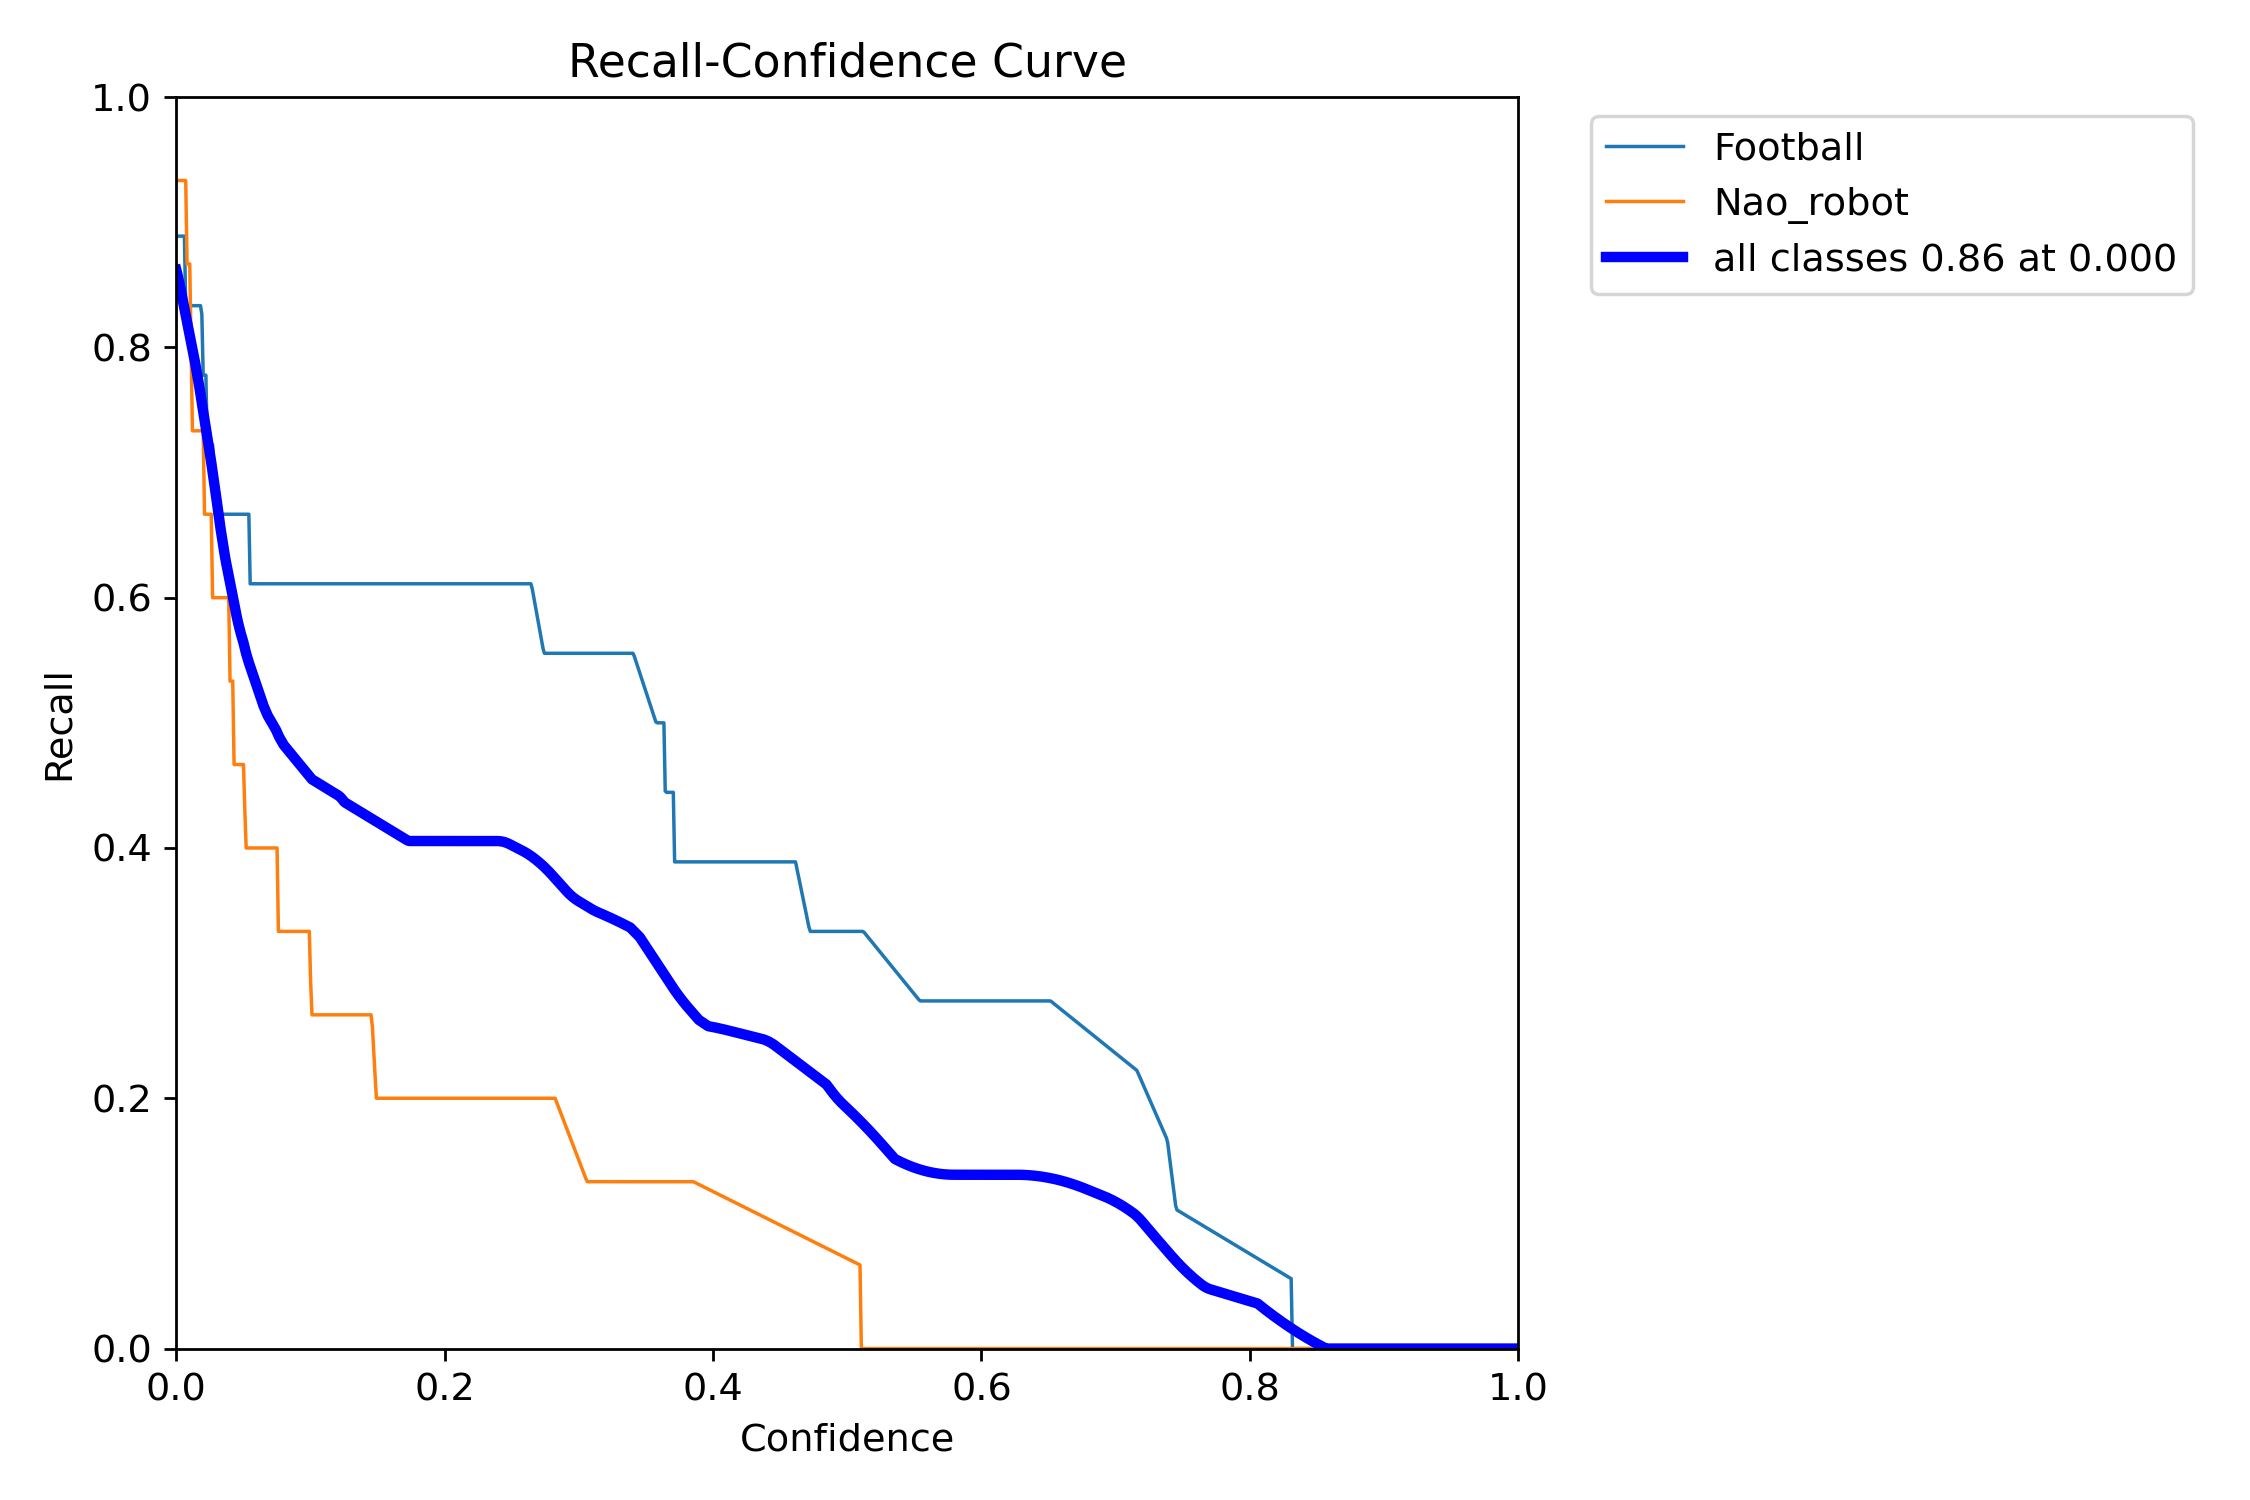 Recall-Confidence Curve
1.0
0.8
0.6
0.4
0.2
0.0
Recall
0.0 0.2 0.4 0.6 0.8 1.0
Confidence
Football
Nao_robot
all classes 0.86 at 0.000